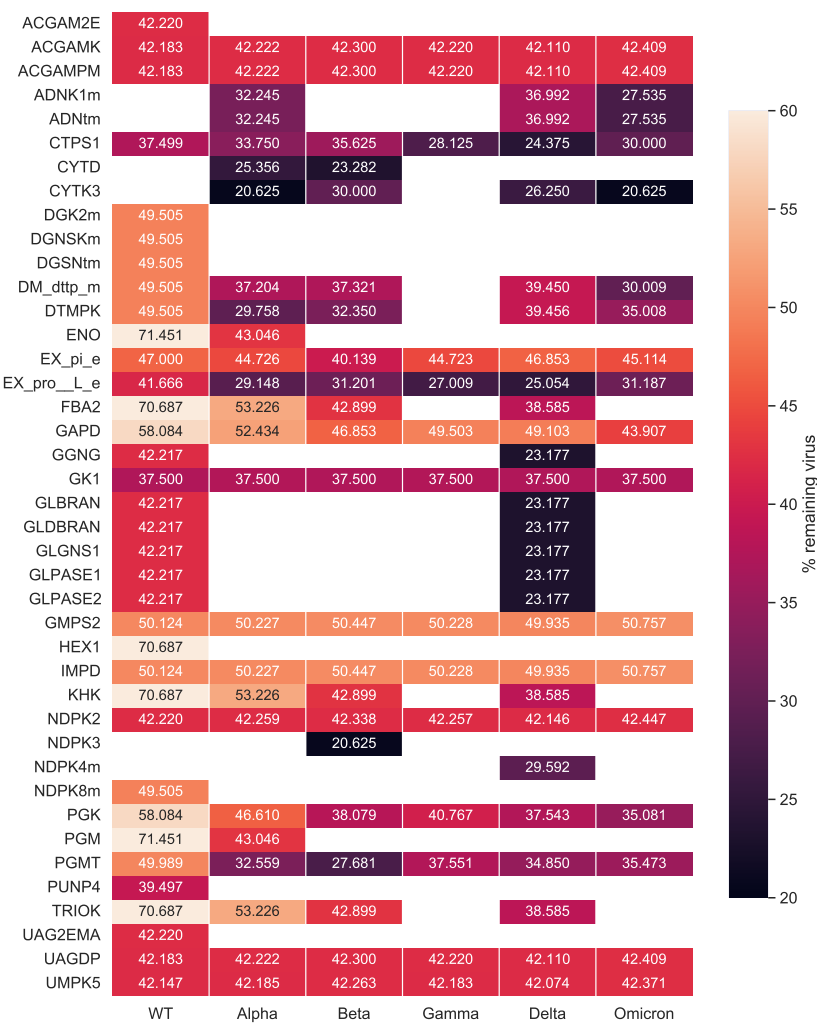 ACGAM2E 42.220
ACGAMK 42.183 42.222 42.300 42.220 42.110 42.409
ACGAMPM 42.183 42.222 42.300 42.220 42.110 42.409
ADNK1m 32.245 36.992 27.535
ADNtm 32.245 36.992 27.535
CTPS1 37.499 33.750 35.625 28.125 24.375 30.000
CYTD 25.356 23.282
CYTK3 20.625 30.000 26.250 20.625
DGK2m 49.505
DGNSKm 49.505
DGSNtm 49.505
DM_dttp_m 49.505 37.204 37.321 39.450 30.009
DTMPK 49.505 29.758 32.350 39.456 35.008
ENO 71.451 43.046
EX_pi_e 47.000 44.726 40.139 44.723 46.853 45.114
EX_pro__L_e 41.666 29.148 31.201 27.009 25.054 31.187
FBA2 70.687 53.226 42.899 38.585
GAPD 58.084 52.434 46.853 49.503 49.103 43.907
GGNG 42.217 23.177
GK1 37.500 37.500 37.500 37.500 37.500 37.500
GLBRAN 42.217 23.177
GLDBRAN 42.217 23.177
GLGNS1 42.217 23.177
GLPASE1 42.217 23.177
GLPASE2 42.217 23.177
GMPS2 50.124 50.227 50.447 50.228 49.935 50.757
HEX1 70.687
IMPD 50.124 50.227 50.447 50.228 49.935 50.757
KHK 70.687 53.226 42.899 38.585
NDPK2 42.220 42.259 42.338 42.257 42.146 42.447
NDPK3 20.625
NDPK4m 29.592
NDPK8m 49.505
PGK 58.084 46.610 38.079 40.767 37.543 35.081
PGM 71.451 43.046
PGMT 49.989 32.559 27.681 37.551 34.850 35.473
PUNP4 39.497
TRIOK 70.687 53.226 42.899 38.585
UAG2EMA 42.220
UAGDP 42.183 42.222 42.300 42.220 42.110 42.409
UMPK5 42.147 42.185 42.263 42.183 42.074 42.371
WT Alpha Beta Gamma Delta Omicron
60
55
50
45
40
35
30
25
20
% remaining virus